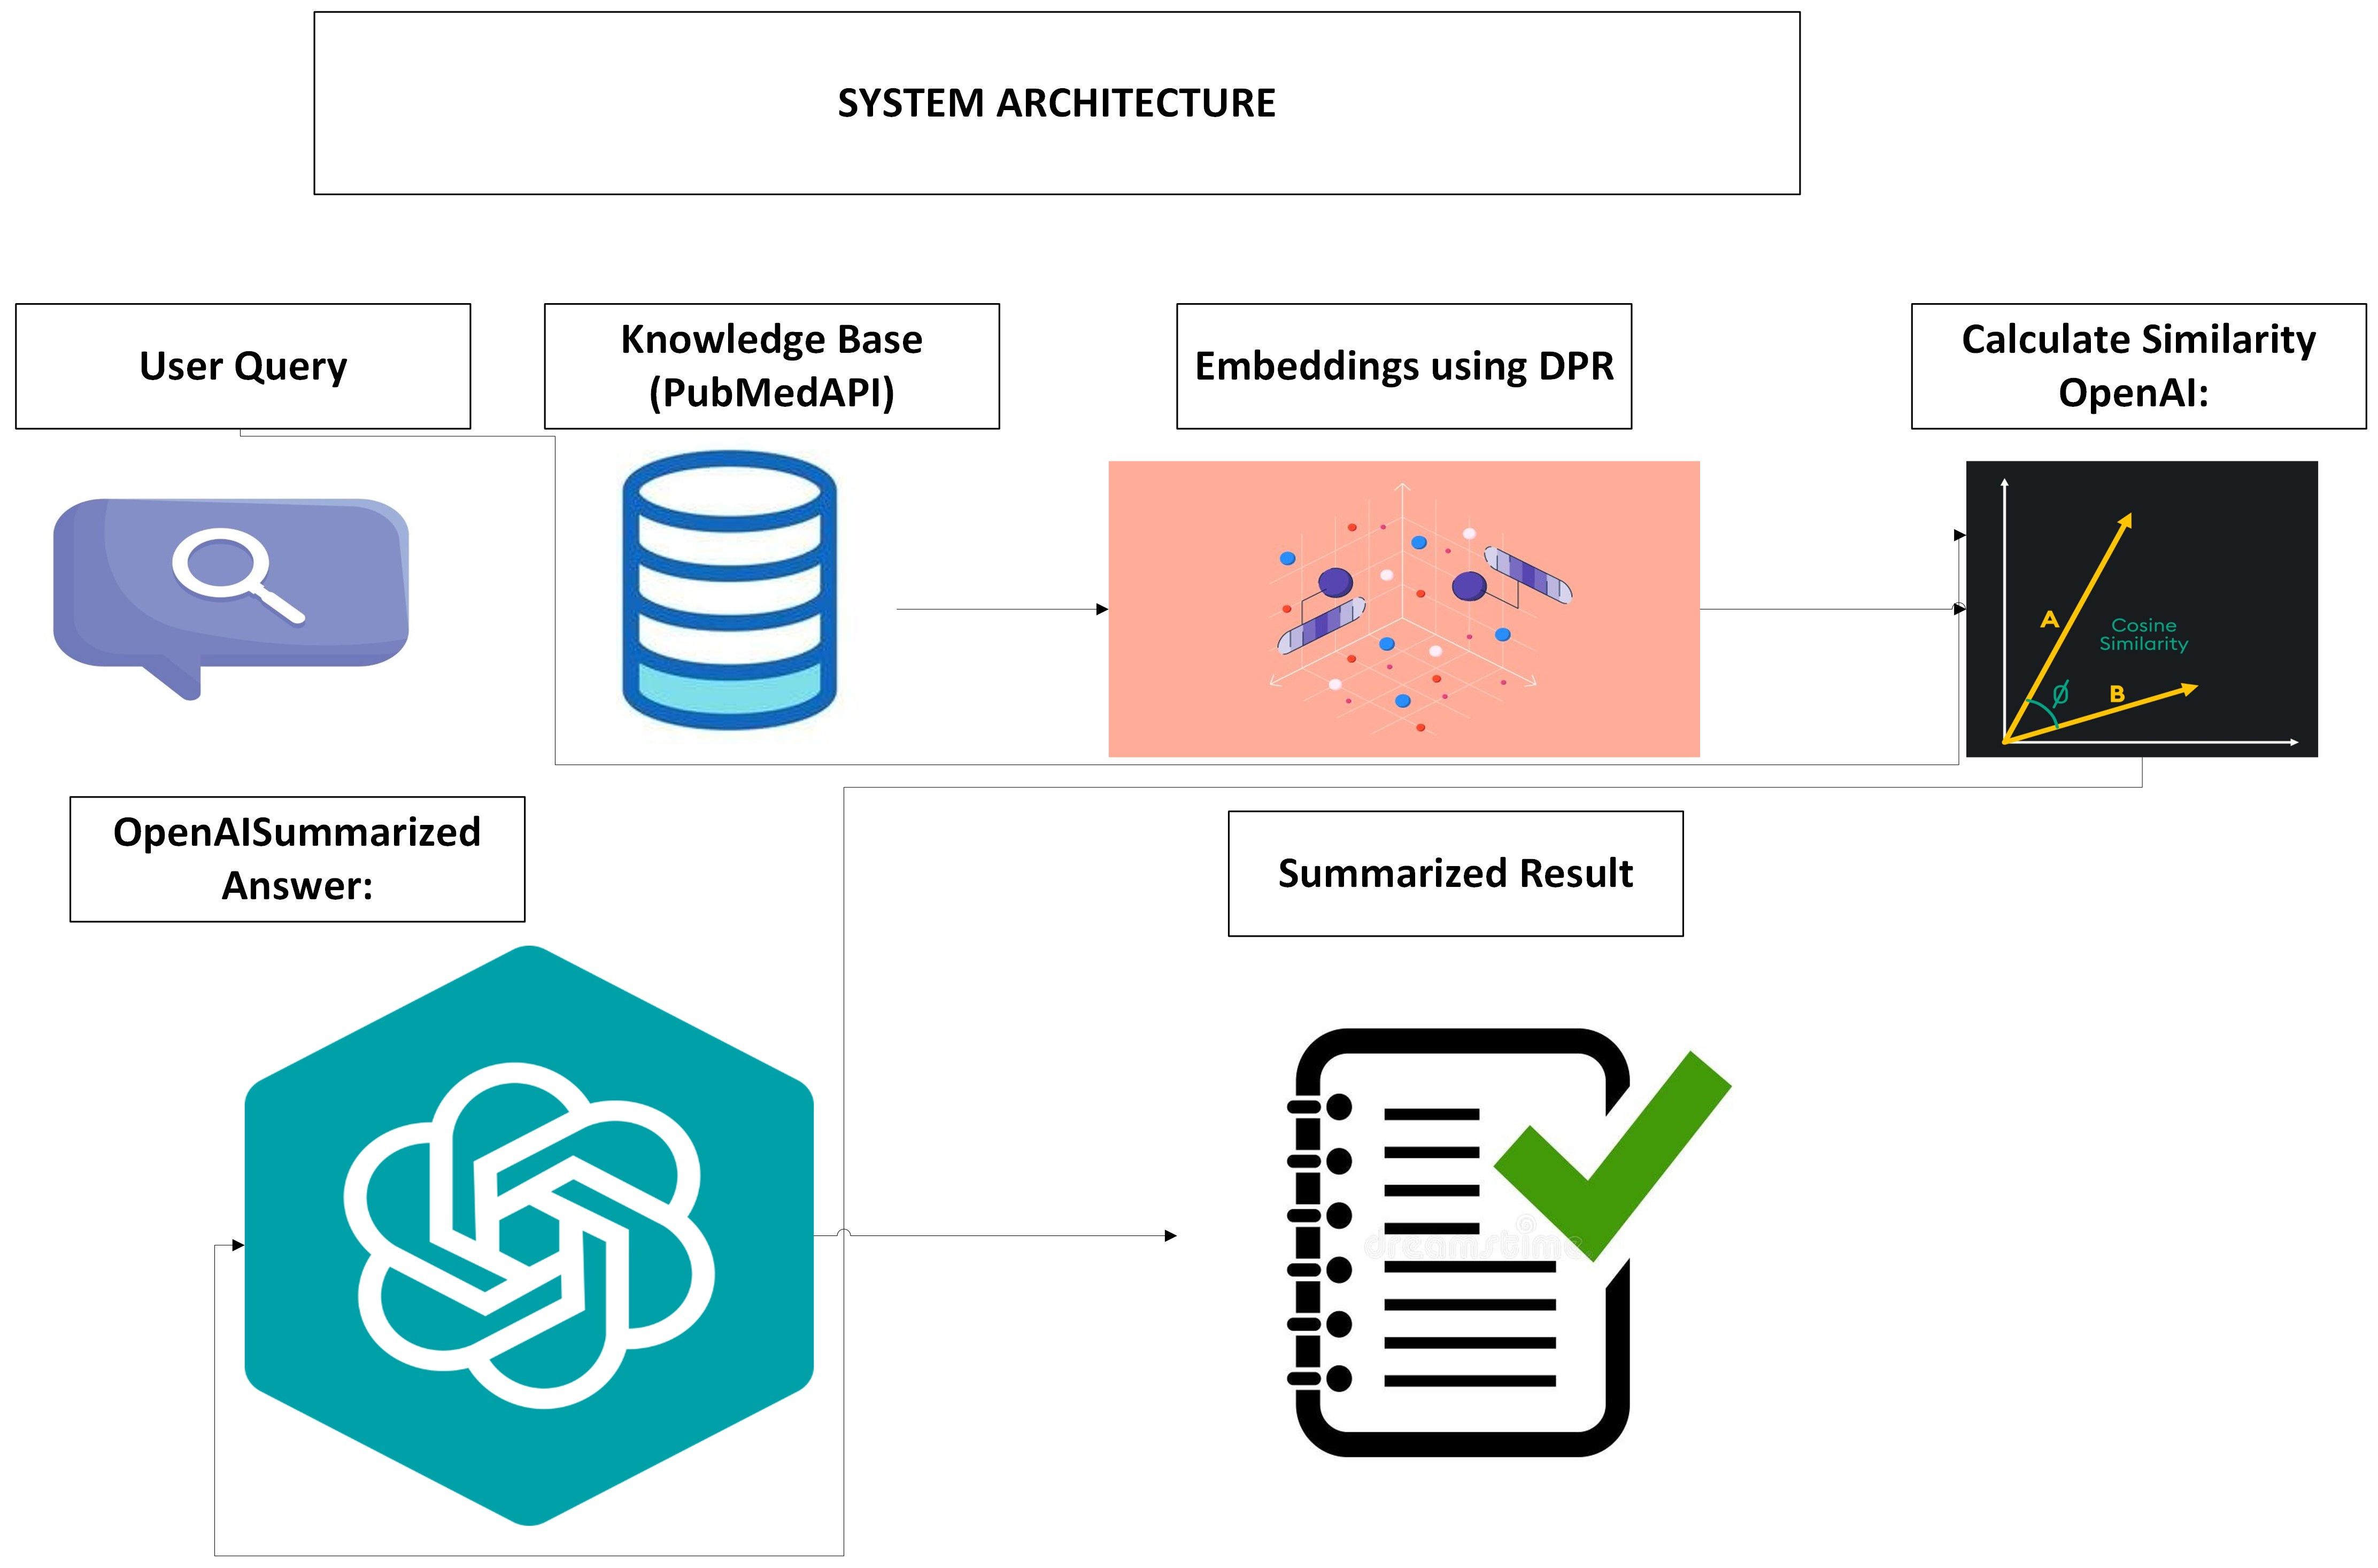 SYSTEM ARCHITECTURE
User Query
Knowledge Base
(PubMedAPI)
Embeddings using DPR
Calculate Similarity
OpenAI:
A
Cosine
Similarity
Ø
B
OpenAISummarized
Answer:
Summarized Result
dreamstime